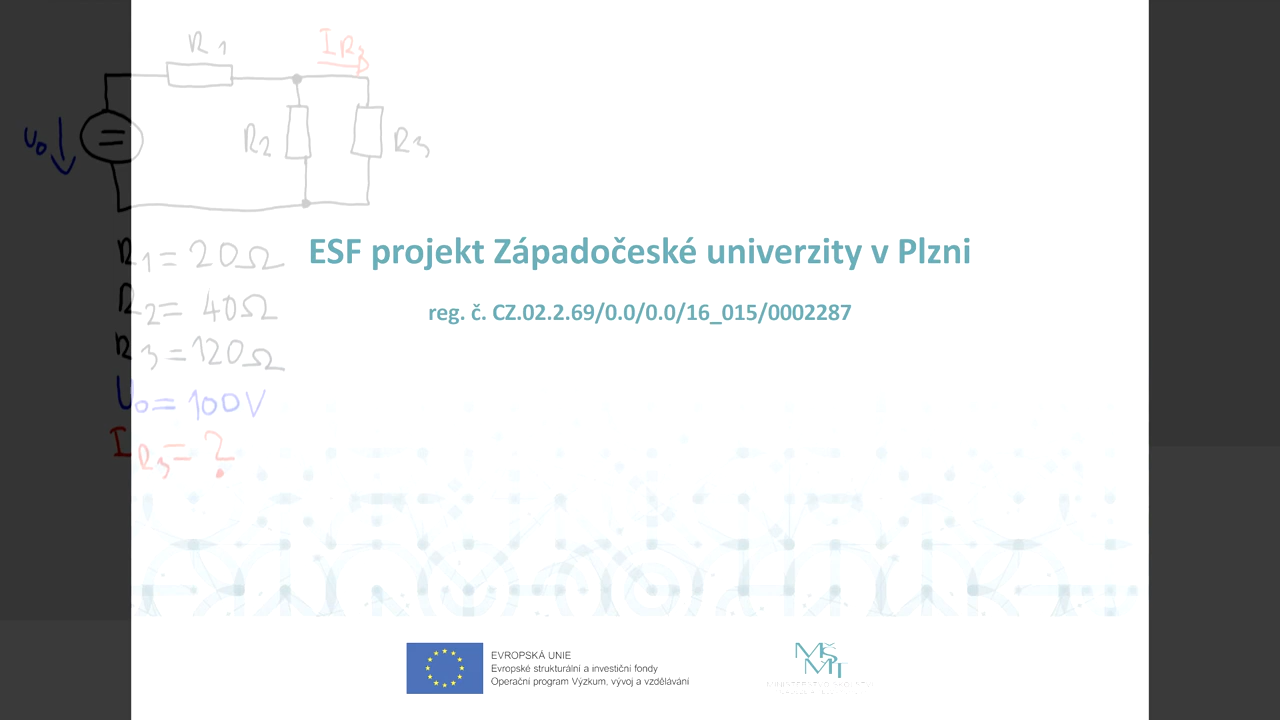 R1
IR3
U0
R2
R3
R1 = 20Ω
R2 = 40Ω
R3 = 120Ω
U0 = 100V
IR3 = ?
ESF projekt Západočeské univerzity v Plzni
reg. č. CZ.02.2.69/0.0/0.0/16_015/0002287
EVROPSKÁ UNIE
Evropské strukturální a investiční fondy
Operační program Výzkum, vývoj a vzdělávání
MŠMT